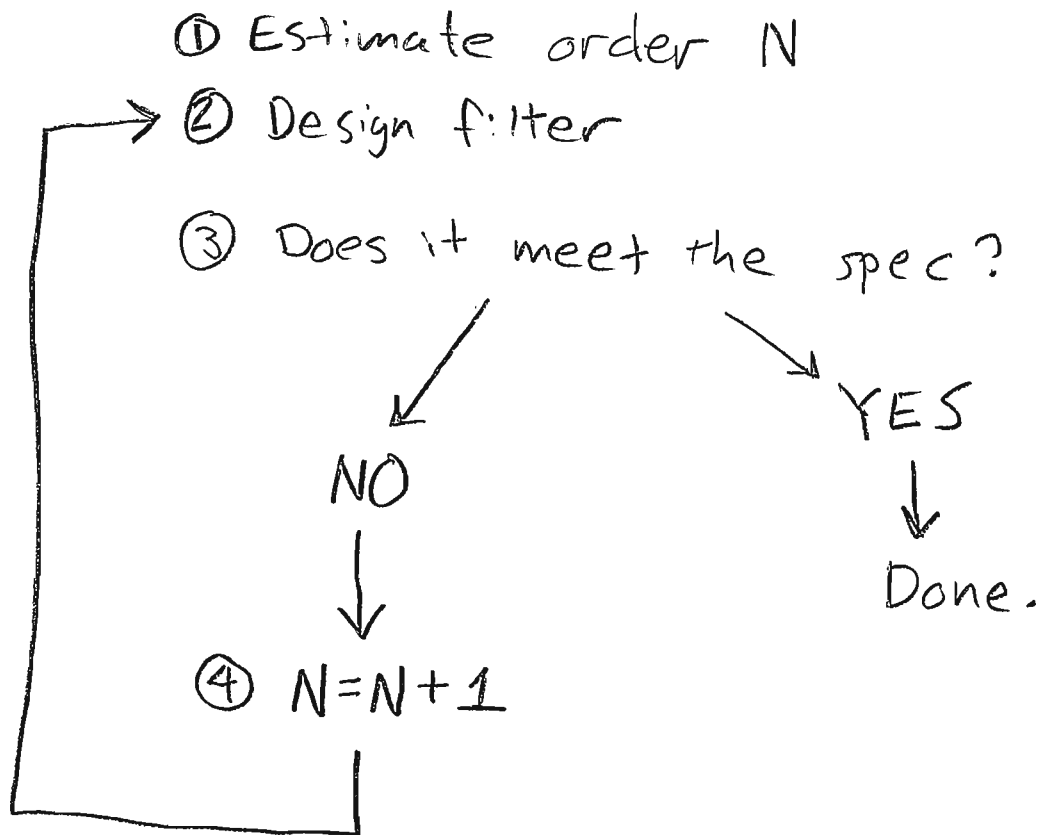 ① Estimate order N
② Design filter
③ Does it meet the spec?
YES
NO
Done.
④ N=N+1